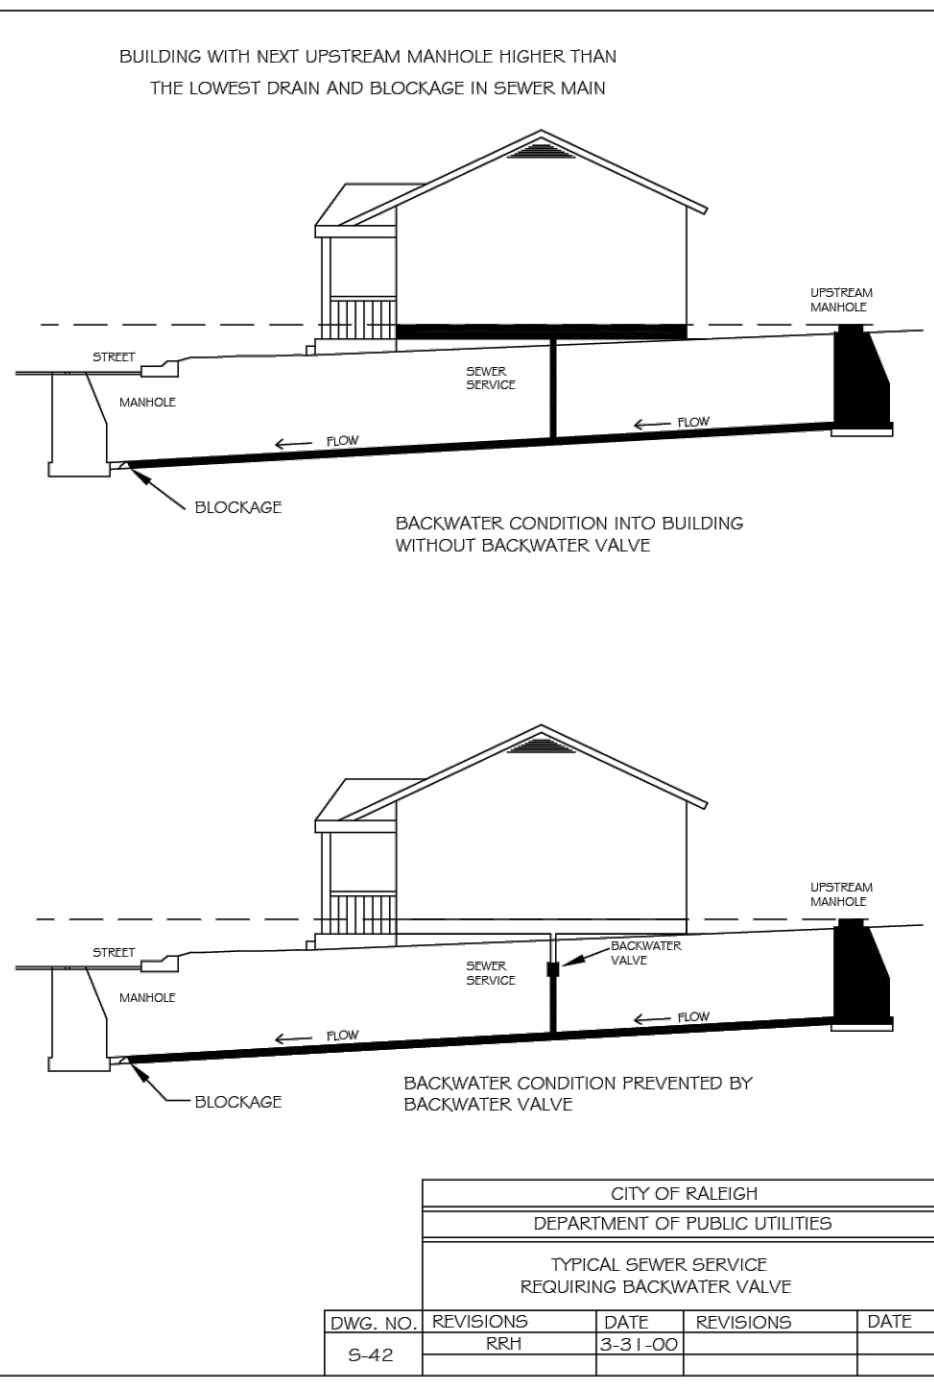 BUILDING WITH NEXT UPSTREAM MANHOLE HIGHER THAN
THE LOWEST DRAIN AND BLOCKAGE IN SEWER MAIN
UPSTREAM
MANHOLE
STREET
SEWER
SERVICE
MANHOLE
FLOW
FLOW
BLOCKAGE
BACKWATER CONDITION INTO BUILDING
WITHOUT BACKWATER VALVE
UPSTREAM
MANHOLE
STREET
BACKWATER
VALVE
SEWER
SERVICE
MANHOLE
FLOW
FLOW
BLOCKAGE
BACKWATER CONDITION PREVENTED BY
BACKWATER VALVE
CITY OF RALEIGH
DEPARTMENT OF PUBLIC UTILITIES
TYPICAL SEWER SERVICE
REQUIRING BACKWATER VALVE
DWG. NO. REVISIONS DATE REVISIONS DATE
S-42 RRH 3-31-00